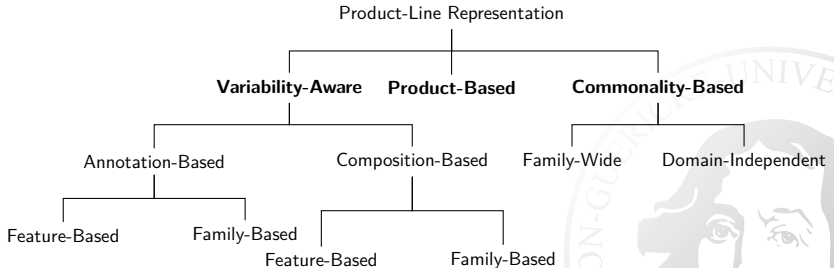 Product-Line Representation
Variability-Aware
Product-Based
Commonality-Based
Annotation-Based
Composition-Based
Family-Wide
Domain-Independent
Feature-Based
Family-Based
Feature-Based
Family-Based